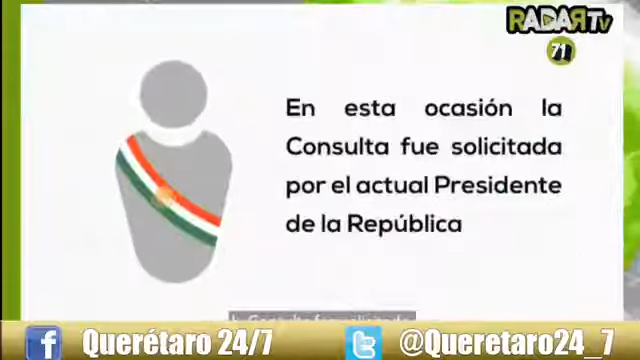 RADAR TV
71
En esta ocasión la
Consulta fue solicitada
por el actual Presidente
de la República
Querétaro 24/7
@Queretaro24_7